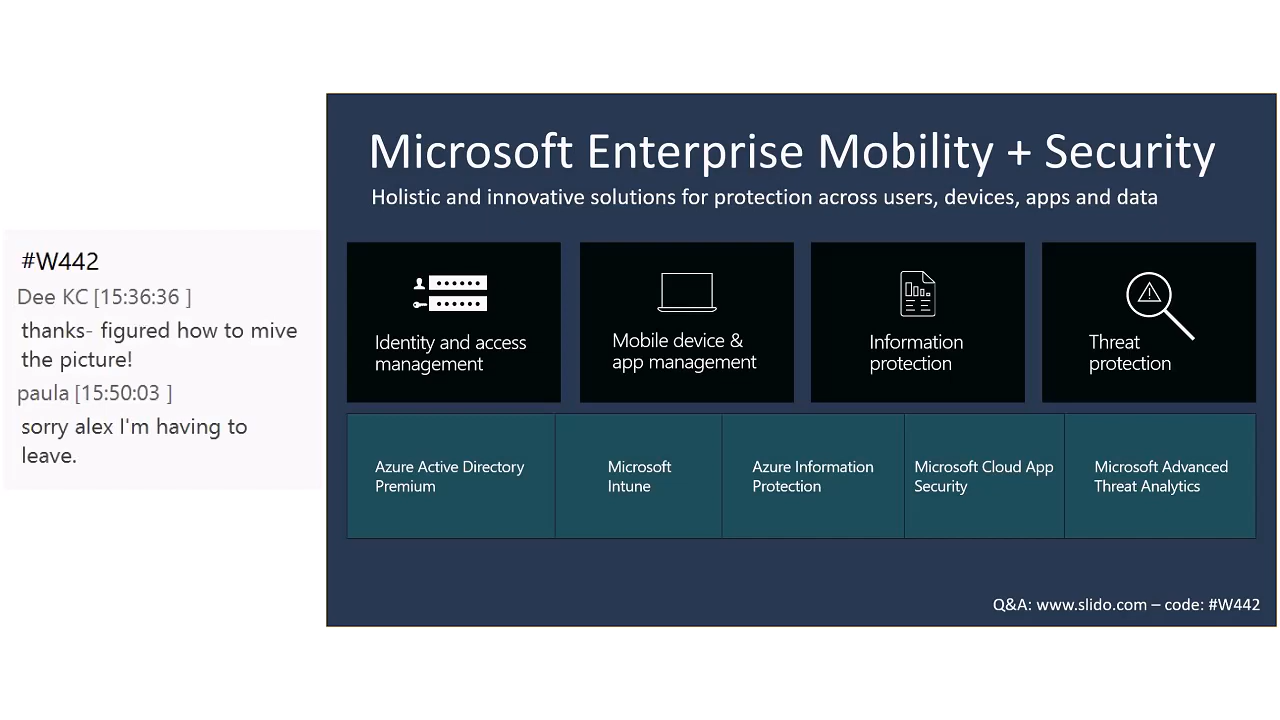 #W442
Dee KC [15:36:36 ]
thanks- figured how to mive
the picture!
paula [15:50:03 ]
sorry alex I'm having to
leave.
Microsoft Enterprise Mobility + Security
Holistic and innovative solutions for protection across users, devices, apps and data
Identity and access
management
Mobile device &
app management
Information
protection
Threat
protection
Azure Active Directory
Premium
Microsoft
Intune
Azure Information
Protection
Microsoft Cloud App
Security
Microsoft Advanced
Threat Analytics
Q&A: www.slido.com – code: #W442